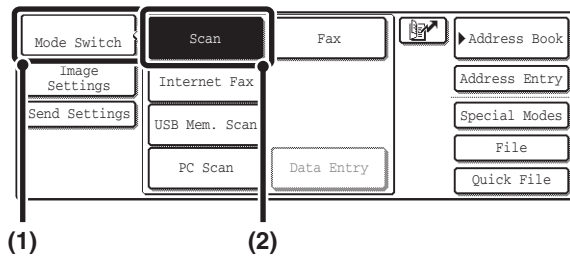 Mode Switch
Scan
Fax
Address Book
Image
Settings
Internet Fax
Address Entry
Send Settings
USB Mem. Scan
Special Modes
File
PC Scan
Data Entry
Quick File
(1)
(2)